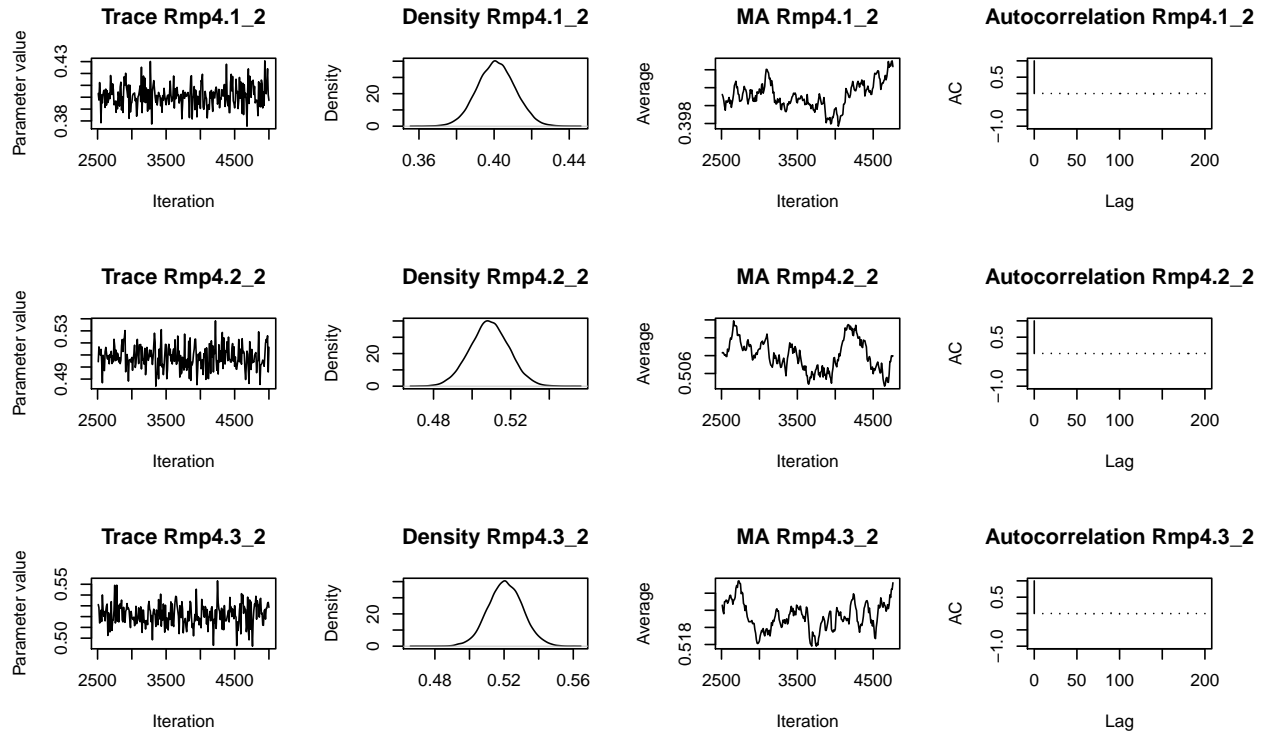 Trace Rmp4.1_2
Parameter value
0.38
0.43
2500
3500
4500
Iteration
Density Rmp4.1_2
Density
0
20
0.36
0.40
0.44
MA Rmp4.1_2
Average
0.398
2500
3500
4500
Iteration
Autocorrelation Rmp4.1_2
AC
−1.0
0.5
0
50
100
200
Lag
Trace Rmp4.2_2
Parameter value
0.49
0.53
2500
3500
4500
Iteration
Density Rmp4.2_2
Density
0
20
0.48
0.52
MA Rmp4.2_2
Average
0.506
2500
3500
4500
Iteration
Autocorrelation Rmp4.2_2
AC
−1.0
0.5
0
50
100
200
Lag
Trace Rmp4.3_2
Parameter value
0.50
0.55
2500
3500
4500
Iteration
Density Rmp4.3_2
Density
0
20
0.48
0.52
0.56
MA Rmp4.3_2
Average
0.518
2500
3500
4500
Iteration
Autocorrelation Rmp4.3_2
AC
−1.0
0.5
0
50
100
200
Lag